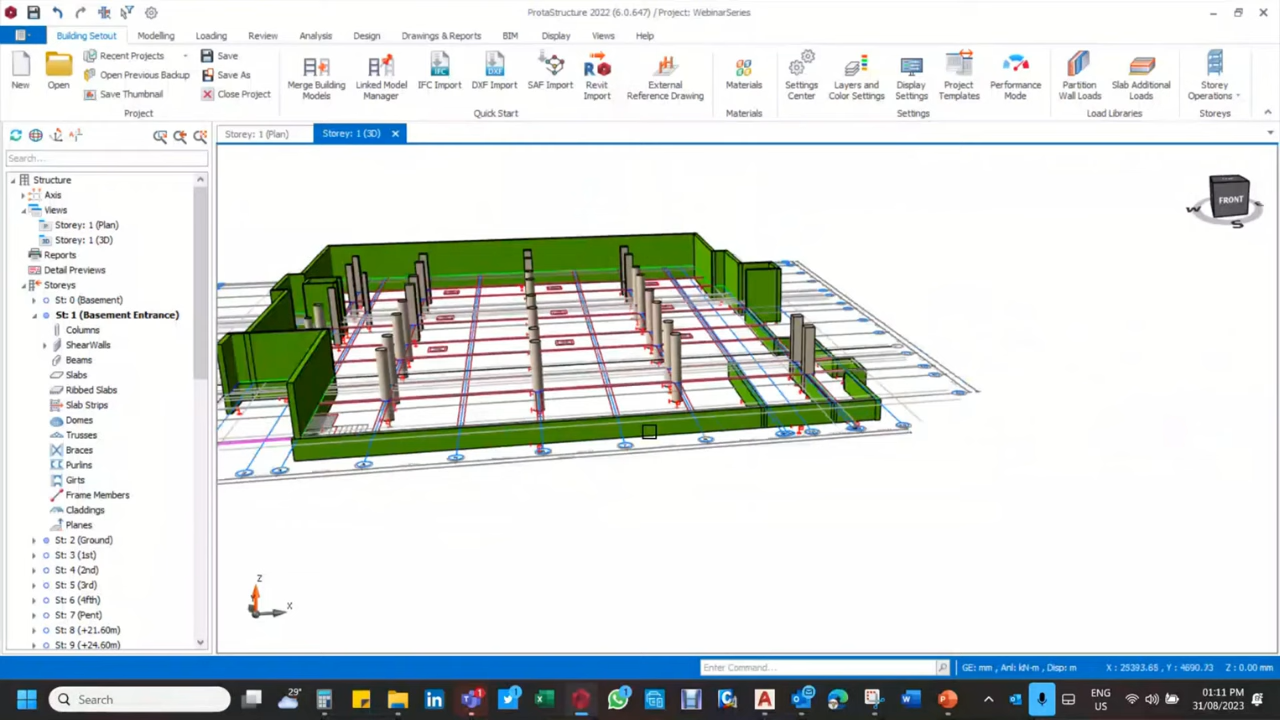 ProtaStructure 2022 (6.0.647) / Project: WebinarSeries
Building Setout
Modelling
Loading
Review
Analysis
Design
Drawings & Reports
BIM
Display
Views
Help
New
Open
Recent Projects
Open Previous Backup
Save Thumbnail
Save
Save As
Close Project
Project
Merge Building
Models
Linked Model
Manager
IFC
IFC Import
DXF
DXF Import
SAF Import
Revit
Import
External
Reference Drawing
Quick Start
Materials
Materials
Settings
Center
Layers and
Color Settings
Display
Settings
Project
Templates
Performance
Mode
Settings
Partition
Wall Loads
Slab Additional
Loads
Load Libraries
Storey
Operations
Storeys
Search...
Storey: 1 (Plan)
Storey: 1 (3D)
Structure
Axis
Views
Storey: 1 (Plan)
Storey: 1 (3D)
Reports
Detail Previews
Storeys
St: 0 (Basement)
St: 1 (Basement Entrance)
Columns
ShearWalls
Beams
Slabs
Ribbed Slabs
Slab Strips
Domes
Trusses
Braces
Purlins
Girts
Frame Members
Claddings
Planes
St: 2 (Ground)
St: 3 (1st)
St: 4 (2nd)
St: 5 (3rd)
St: 6 (4fth)
St: 7 (Pent)
St: 8 (+21.60m)
St: 9 (+24.60m)
FRONT
W
S
Z
X
Enter Command...
GE: mm, Anl: kN-m, Disp: m
X : 25393.65 , Y : 4690.73 Z : 0.00 mm
Search
29°
ENG
US
01:11 PM
31/08/2023